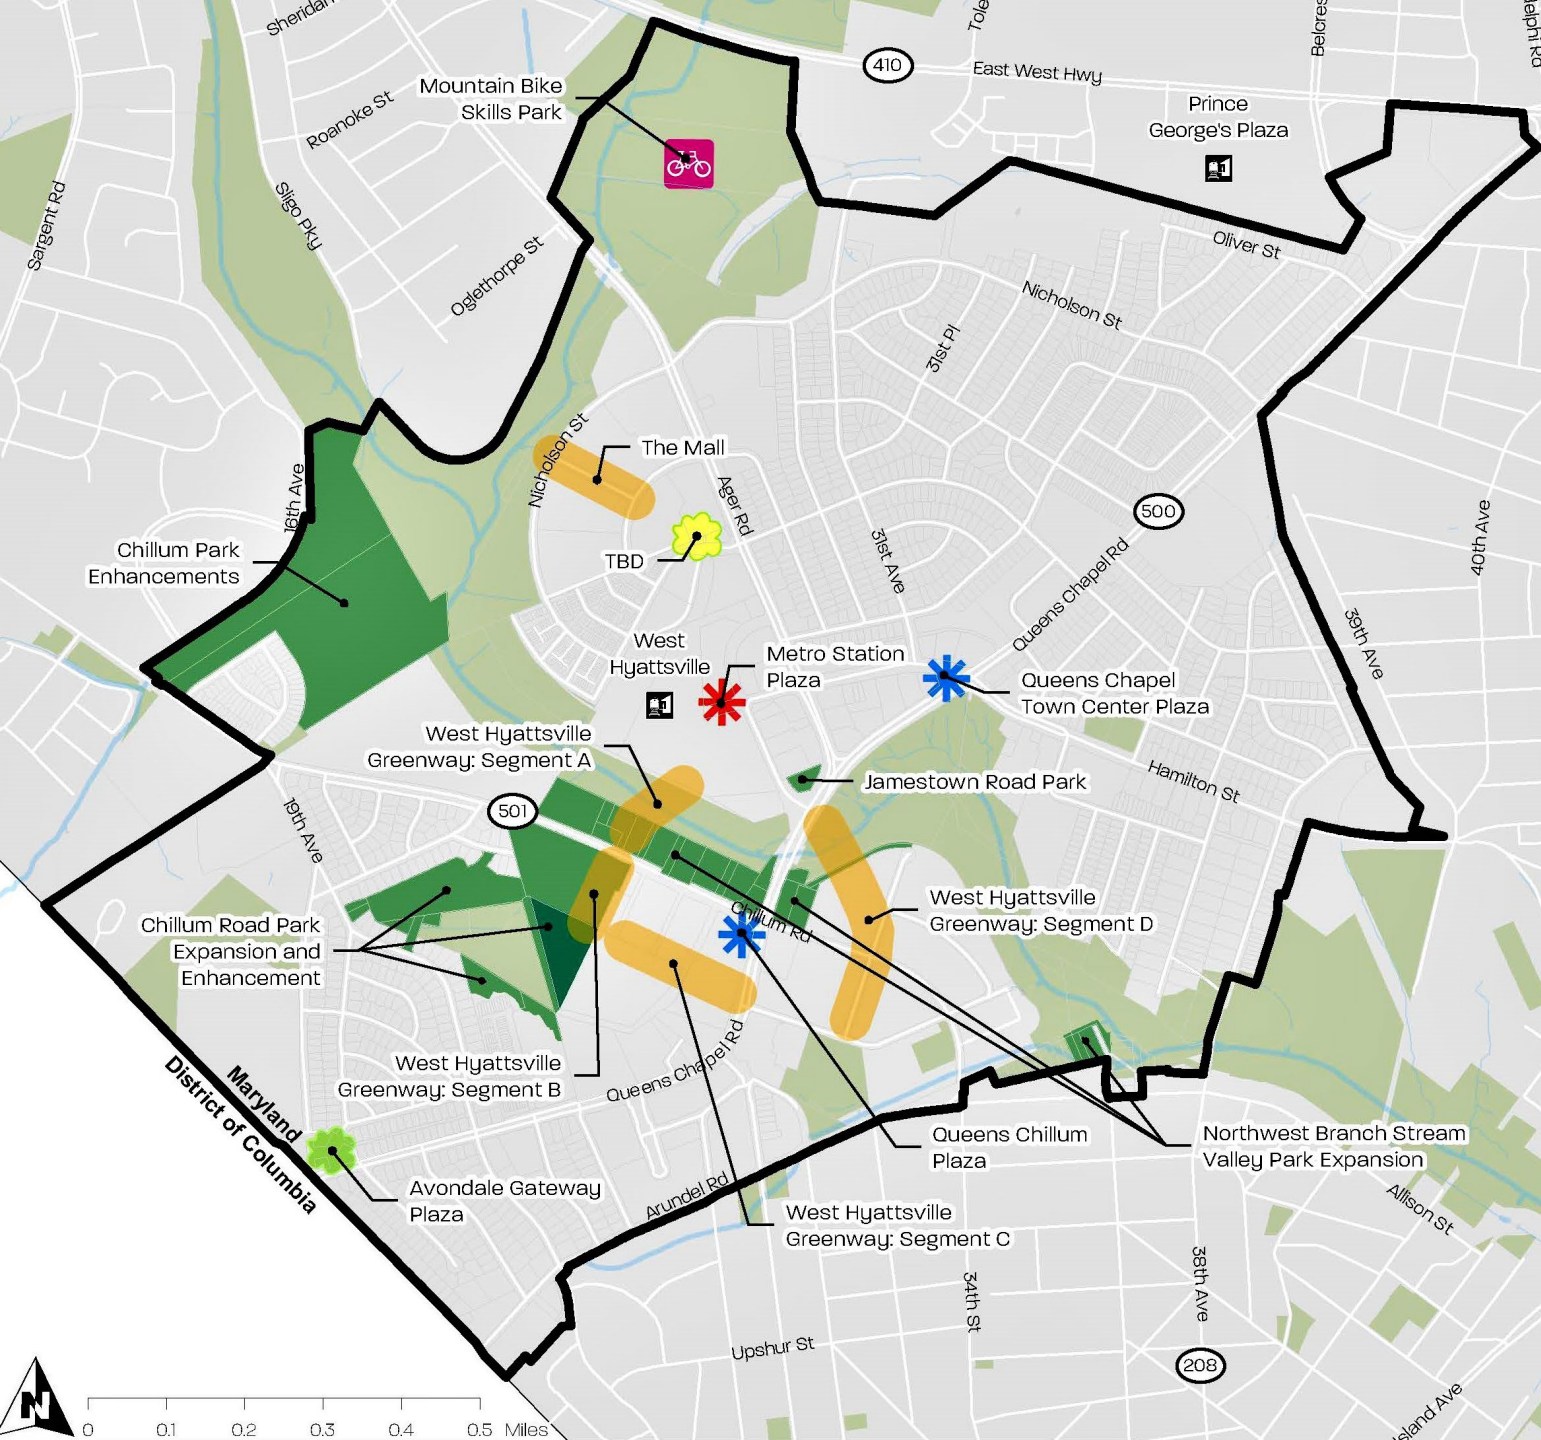 Sheridan
Tole
Belcres
delphi Rd
410
East West Hwy
Mountain Bike
Skills Park
Prince
George's Plaza
Roanoke St
Sargent Rd
Sligo Pky
Oglethorpe St
Oliver St
Nicholson St
31st Pl
Nicholson St
The Mall
16th Ave
Ager Rd
500
40th Ave
Chillum Park
Enhancements
TBD
31st Ave
Queens Chapel Rd
39th Ave
West
Hyattsville
Metro Station
Plaza
Queens Chapel
Town Center Plaza
West Hyattsville
Greenway: Segment A
Jamestown Road Park
Hamilton St
501
19th Ave
Chillum Rd
West Hyattsville
Greenway: Segment D
Chillum Road Park
Expansion and
Enhancement
West Hyattsville
Greenway: Segment B
Queens Chapel Rd
Maryland
District of Columbia
Queens Chillum
Plaza
Northwest Branch Stream
Valley Park Expansion
Avondale Gateway
Plaza
Arundel Rd
West Hyattsville
Greenway: Segment C
Allison St
38th Ave
34th St
Upshur St
208
Island Ave
N
0 0.1 0.2 0.3 0.4 0.5 Miles